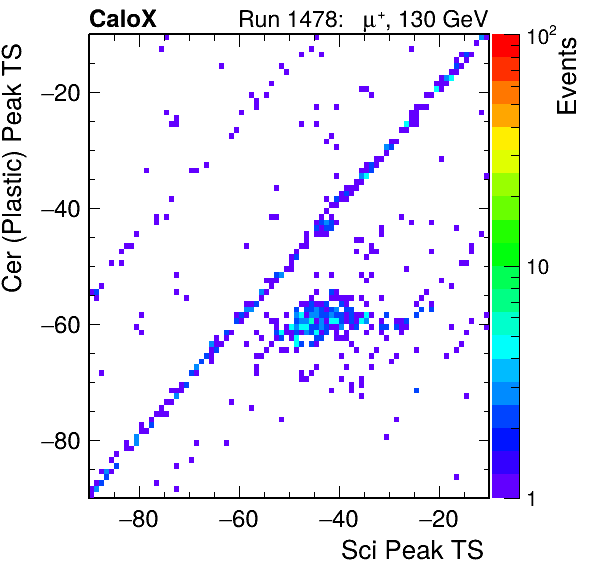 CaloX Run 1478: μ⁺, 130 GeV
Cer (Plastic) Peak TS
−20
−40
−60
−80
−80 −60 −40 −20
Sci Peak TS
10²
10
1
Events